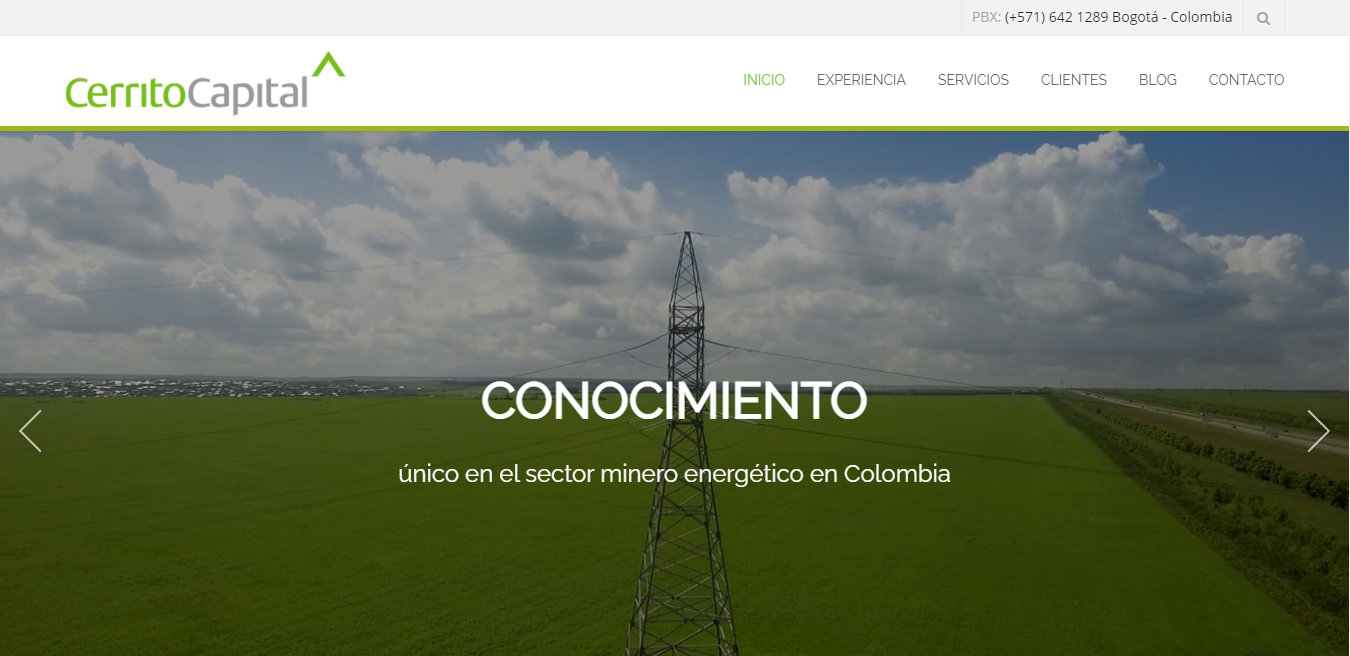 PBX: (+571) 642 1289 Bogotá - Colombia
CerritoCapital
INICIO EXPERIENCIA SERVICIOS CLIENTES BLOG CONTACTO
CONOCIMIENTO
único en el sector minero energético en Colombia